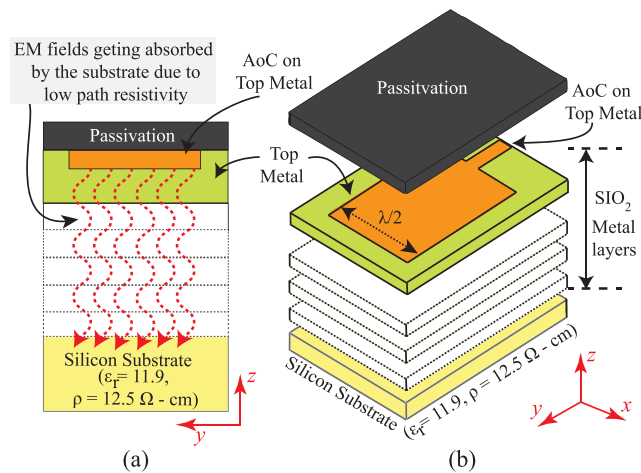 EM fields geting absorbed
by the substrate due to
low path resistivity
AoC on
Top Metal
Passivation
Top
Metal
Silicon Substrate
(εr= 11.9,
ρ = 12.5 Ω - cm)
z
y
(a)
Passitvation
AoC on
Top Metal
λ/2
SIO2
Metal
layers
Silicon Substrate
(εr= 11.9, ρ = 12.5 Ω - cm)
z
y
x
(b)